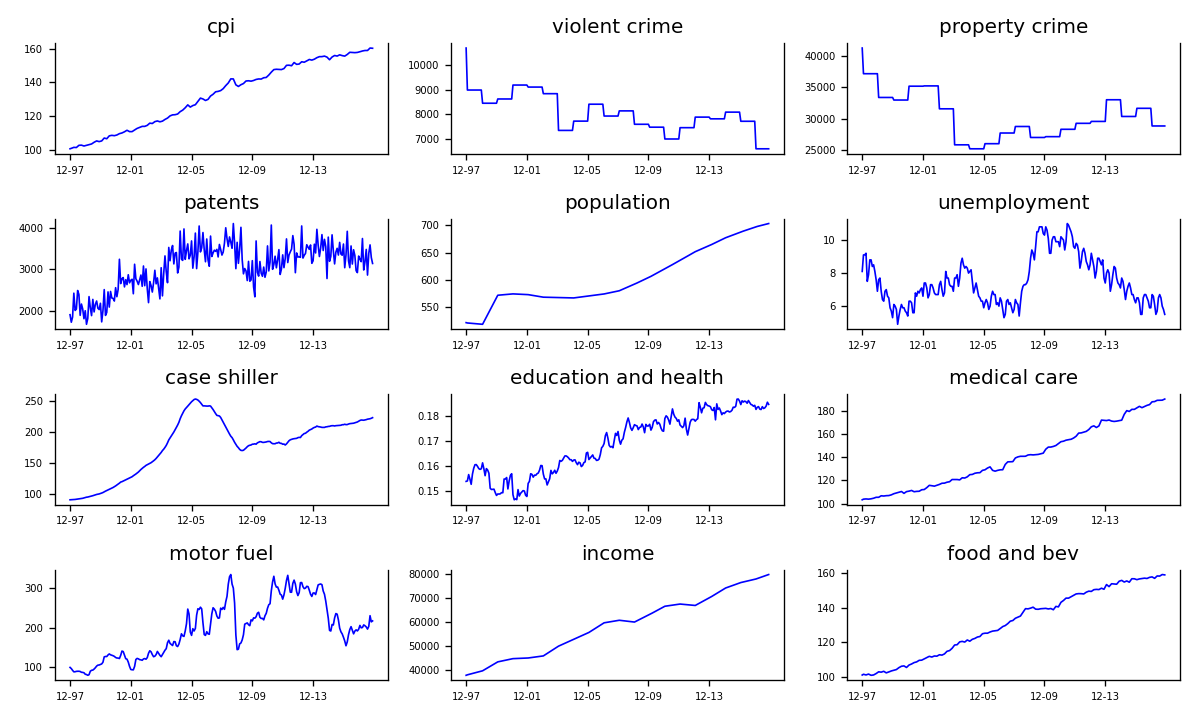 cpi
160
140
120
100
12-97 12-01 12-05 12-09 12-13
violent crime
10000
9000
8000
7000
12-97 12-01 12-05 12-09 12-13
property crime
40000
35000
30000
25000
12-97 12-01 12-05 12-09 12-13
patents
4000
3000
2000
12-97 12-01 12-05 12-09 12-13
population
700
650
600
550
12-97 12-01 12-05 12-09 12-13
unemployment
10
8
6
12-97 12-01 12-05 12-09 12-13
case shiller
250
200
150
100
12-97 12-01 12-05 12-09 12-13
education and health
0.18
0.17
0.16
0.15
12-97 12-01 12-05 12-09 12-13
medical care
180
160
140
120
100
12-97 12-01 12-05 12-09 12-13
motor fuel
300
200
100
12-97 12-01 12-05 12-09 12-13
income
80000
70000
60000
50000
40000
12-97 12-01 12-05 12-09 12-13
food and bev
160
140
120
100
12-97 12-01 12-05 12-09 12-13